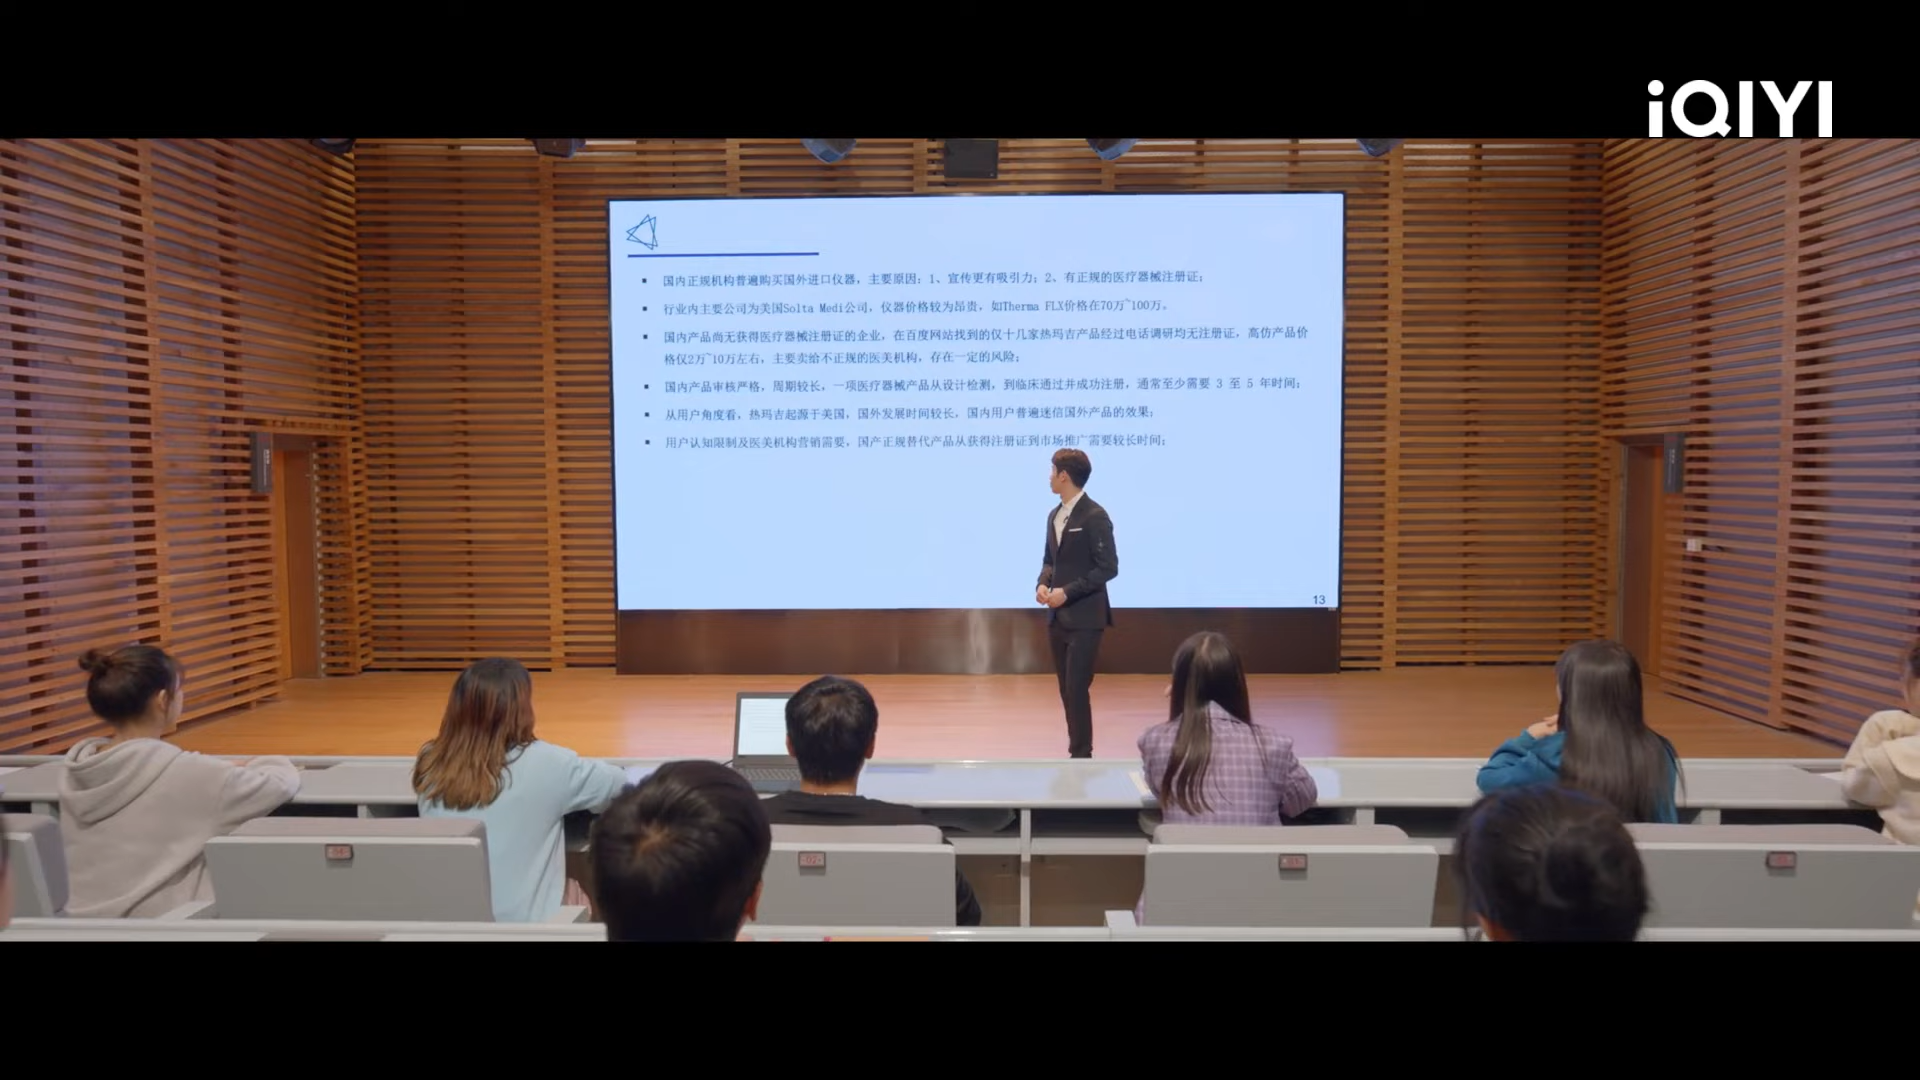 iQIYI
国内正规机构普遍购买国外进口仪器，主要原因：1、宣传更有吸引力；2、有正规的医疗器械注册证；
行业内主要公司为美国Solta Medi公司，仪器价格较为昂贵，如Therma FLX价格在70万~100万。
国内产品尚无获得医疗器械注册证的企业，在百度网站找到的仅十几家热玛吉产品经过电话调研均无注册证，高仿产品价
格仅2万~10万左右，主要卖给不正规的医美机构，存在一定的风险；
国内产品审核严格，周期较长，一项医疗器械产品从设计检测，到临床通过并成功注册，通常至少需要 3 至 5 年时间；
从用户角度看，热玛吉起源于美国，国外发展时间较长，国内用户普遍迷信国外产品的效果；
用户认知限制及医美机构营销需要，国产正规替代产品从获得注册证到市场推广需要较长时间；
13